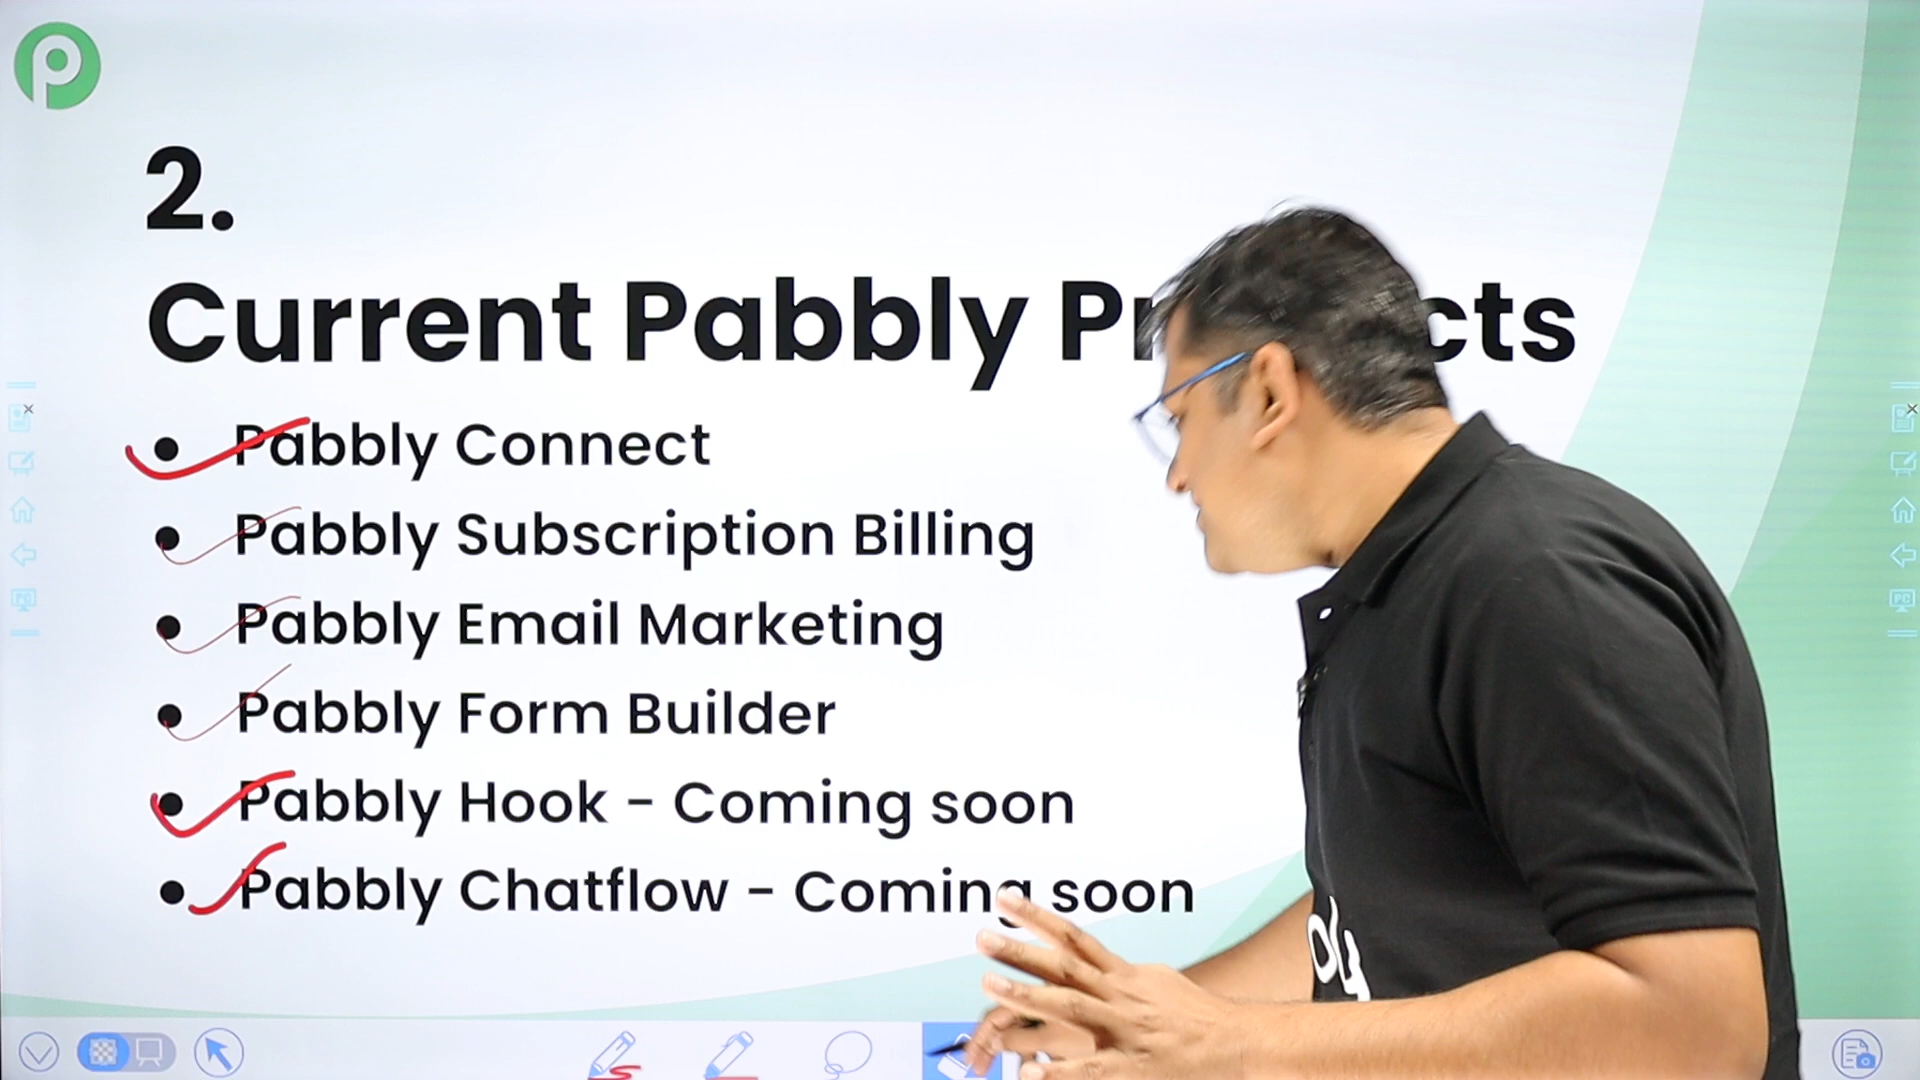 2.
Current Pabbly Pr cts
• Pabbly Connect
• Pabbly Subscription Billing
• Pabbly Email Marketing
• Pabbly Form Builder
• Pabbly Hook - Coming soon
• Pabbly Chatflow - Coming soon